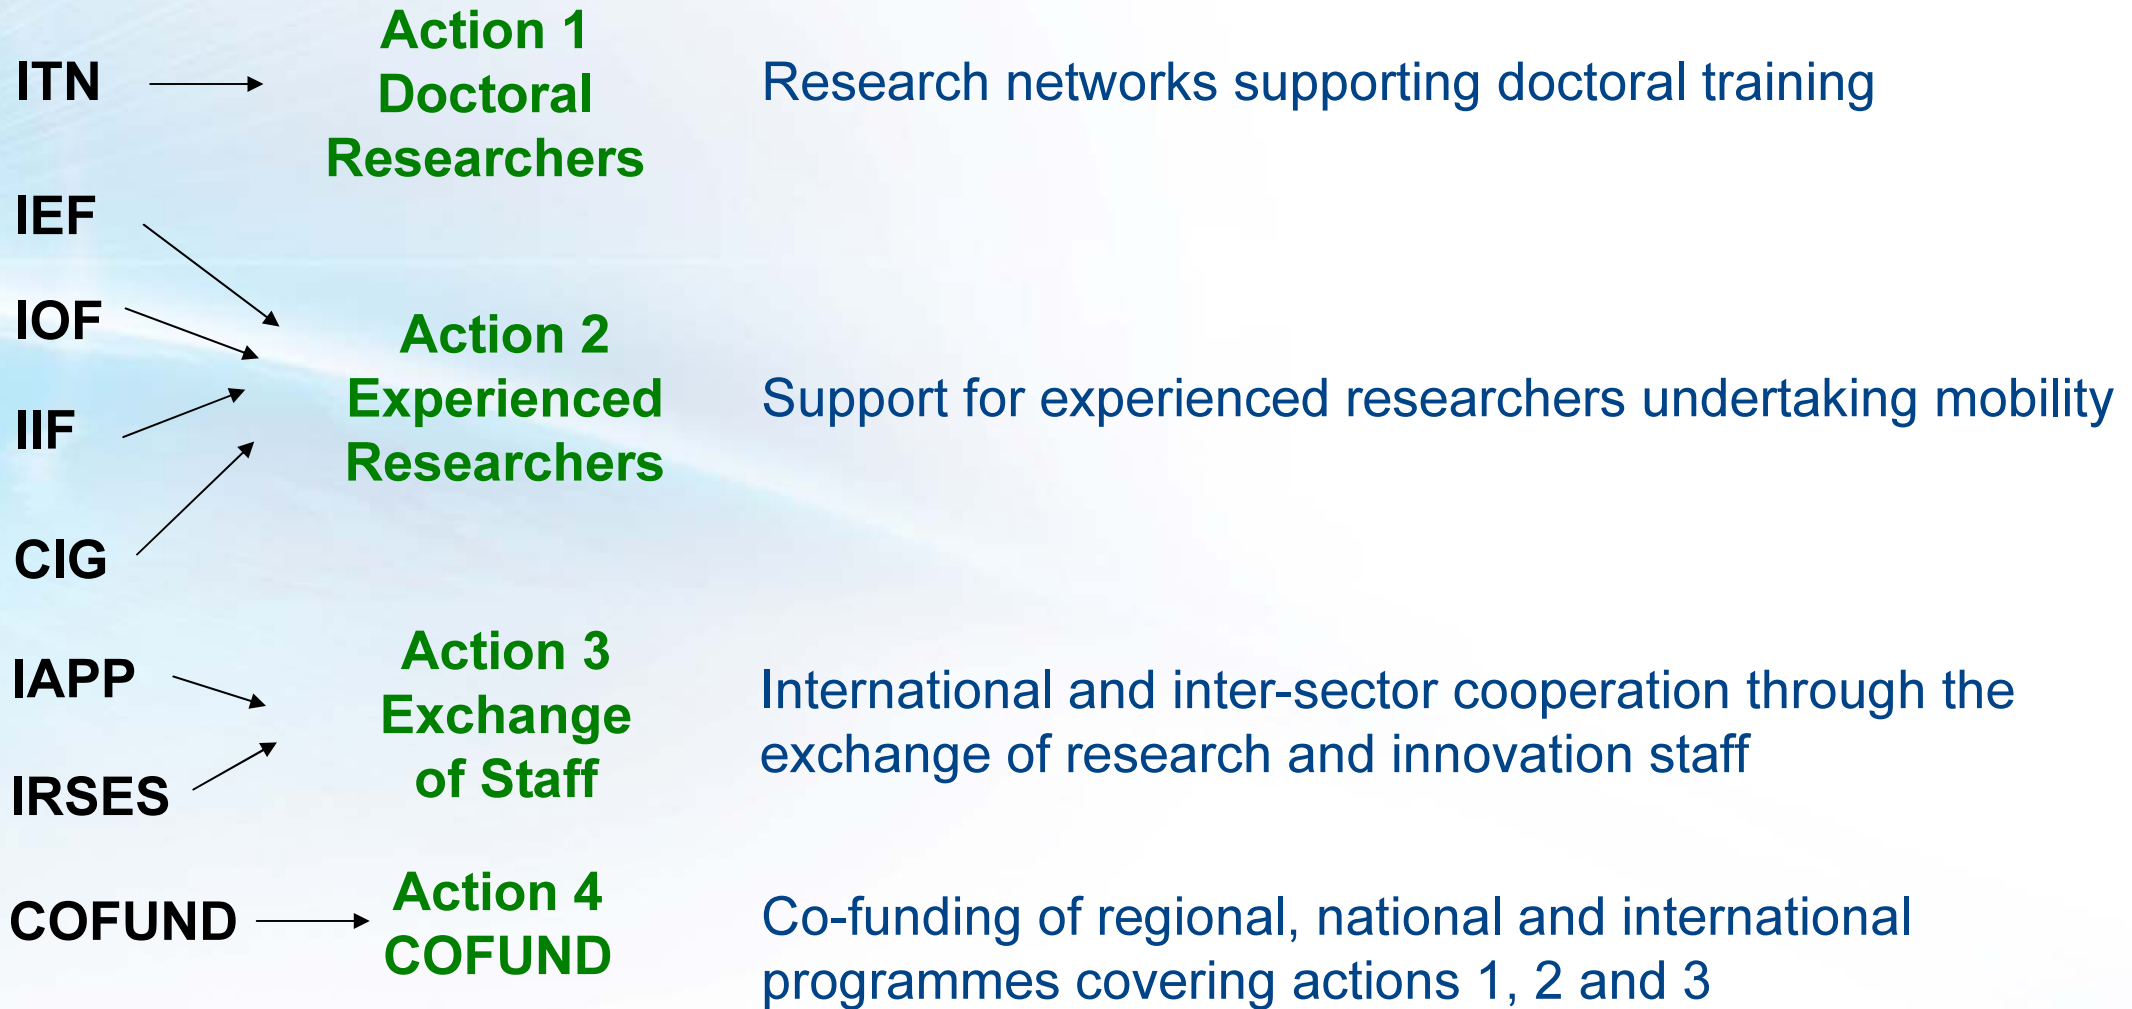 ITN
Action 1
Doctoral
Researchers
Research networks supporting doctoral training
IEF
IOF
IIF
CIG
Action 2
Experienced
Researchers
Support for experienced researchers undertaking mobility
IAPP
IRSES
Action 3
Exchange
of Staff
International and inter-sector cooperation through the
exchange of research and innovation staff
COFUND
Action 4
COFUND
Co-funding of regional, national and international
programmes covering actions 1, 2 and 3